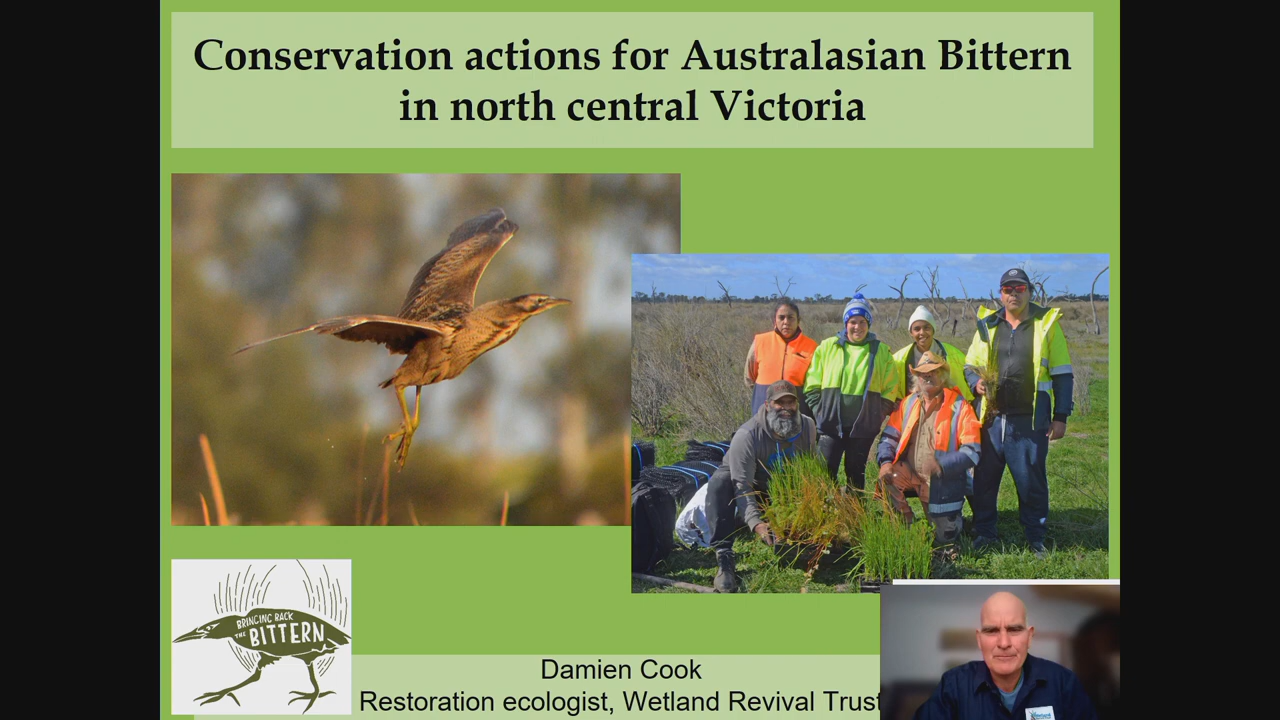 Conservation actions for Australasian Bittern
in north central Victoria
BRINGING BACK
THE BITTERN
Damien Cook
Restoration ecologist, Wetland Revival Trust